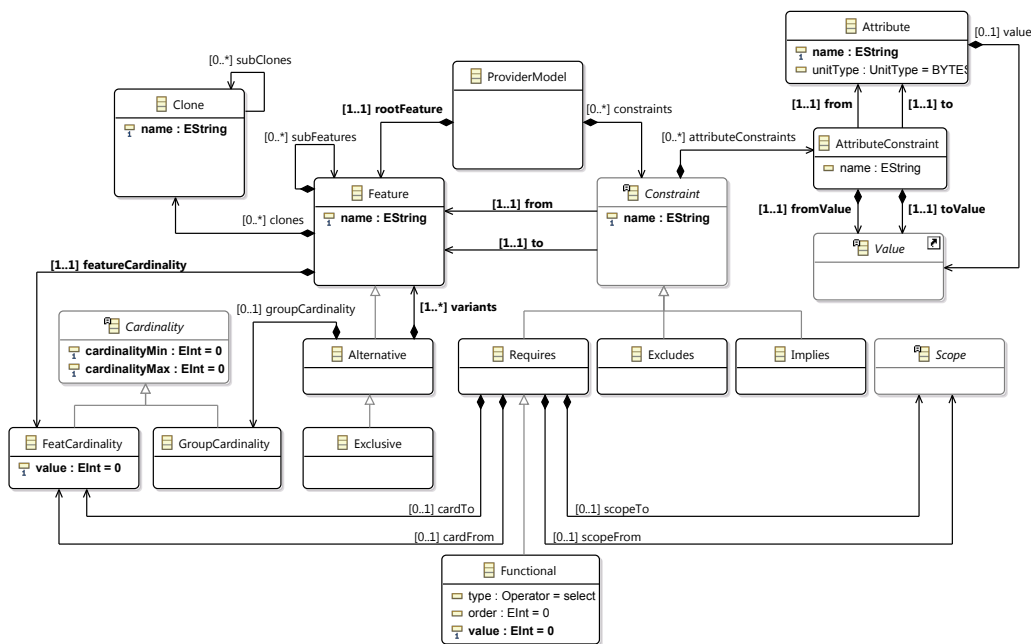 Attribute
name : EString
unitType : UnitType = BYTES
[0..1] value
[0..*] subClones
Clone
name : EString
ProviderModel
[1..1] rootFeature
[0..*] constraints
[1..1] from
[1..1] to
[0..*] subFeatures
[0..*] attributeConstraints
AttributeConstraint
name : EString
Feature
name : EString
[1..1] from
[1..1] to
Constraint
name : EString
[1..1] fromValue
[1..1] toValue
[0..*] clones
Value
[1..1] featureCardinality
[0..1] groupCardinality
[1..*] variants
Cardinality
cardinalityMin : EInt = 0
cardinalityMax : EInt = 0
Alternative
Requires
Excludes
Implies
Scope
FeatCardinality
value : EInt = 0
GroupCardinality
Exclusive
[0..1] cardTo
[0..1] scopeTo
[0..1] cardFrom
[0..1] scopeFrom
Functional
type : Operator = select
order : EInt = 0
value : EInt = 0